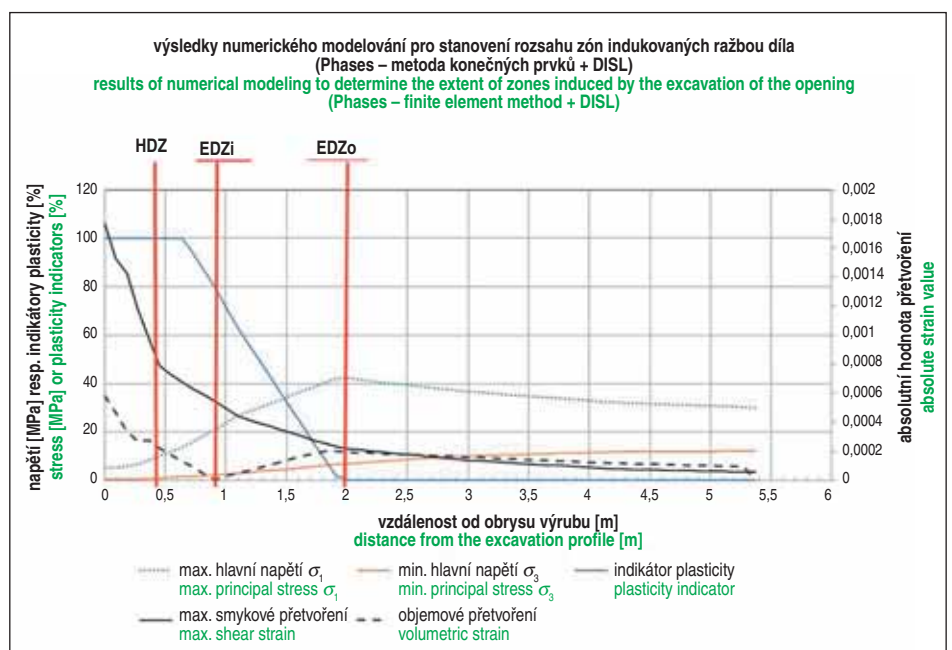 výsledky numerického modelování pro stanovení rozsahu zón indukovaných ražbou díla
(Phases – metoda konečných prvků + DISL)
results of numerical modeling to determine the extent of zones induced by the excavation of the opening
(Phases – finite element method + DISL)
HDZ
EDZi
EDZo
napětí [MPa] resp. indikátory plasticity [%]
stress [MPa] or plasticity indicators [%]
120
100
80
60
40
20
0
0,002
0,0018
0,0016
0,0014
0,0012
0,001
0,0008
0,0006
0,0004
0,0002
0
absolutní hodnota přetvoření
absolute strain value
0 0,5 1 1,5 2 2,5 3 3,5 4 4,5 5 5,5 6
vzdálenost od obrysu výrubu [m]
distance from the excavation profile [m]
max. hlavní napětí σ1
max. principal stress σ1
min. hlavní napětí σ3
min. principal stress σ3
indikátor plasticity
plasticity indicator
max. smykové přetvoření
max. shear strain
objemové přetvoření
volumetric strain